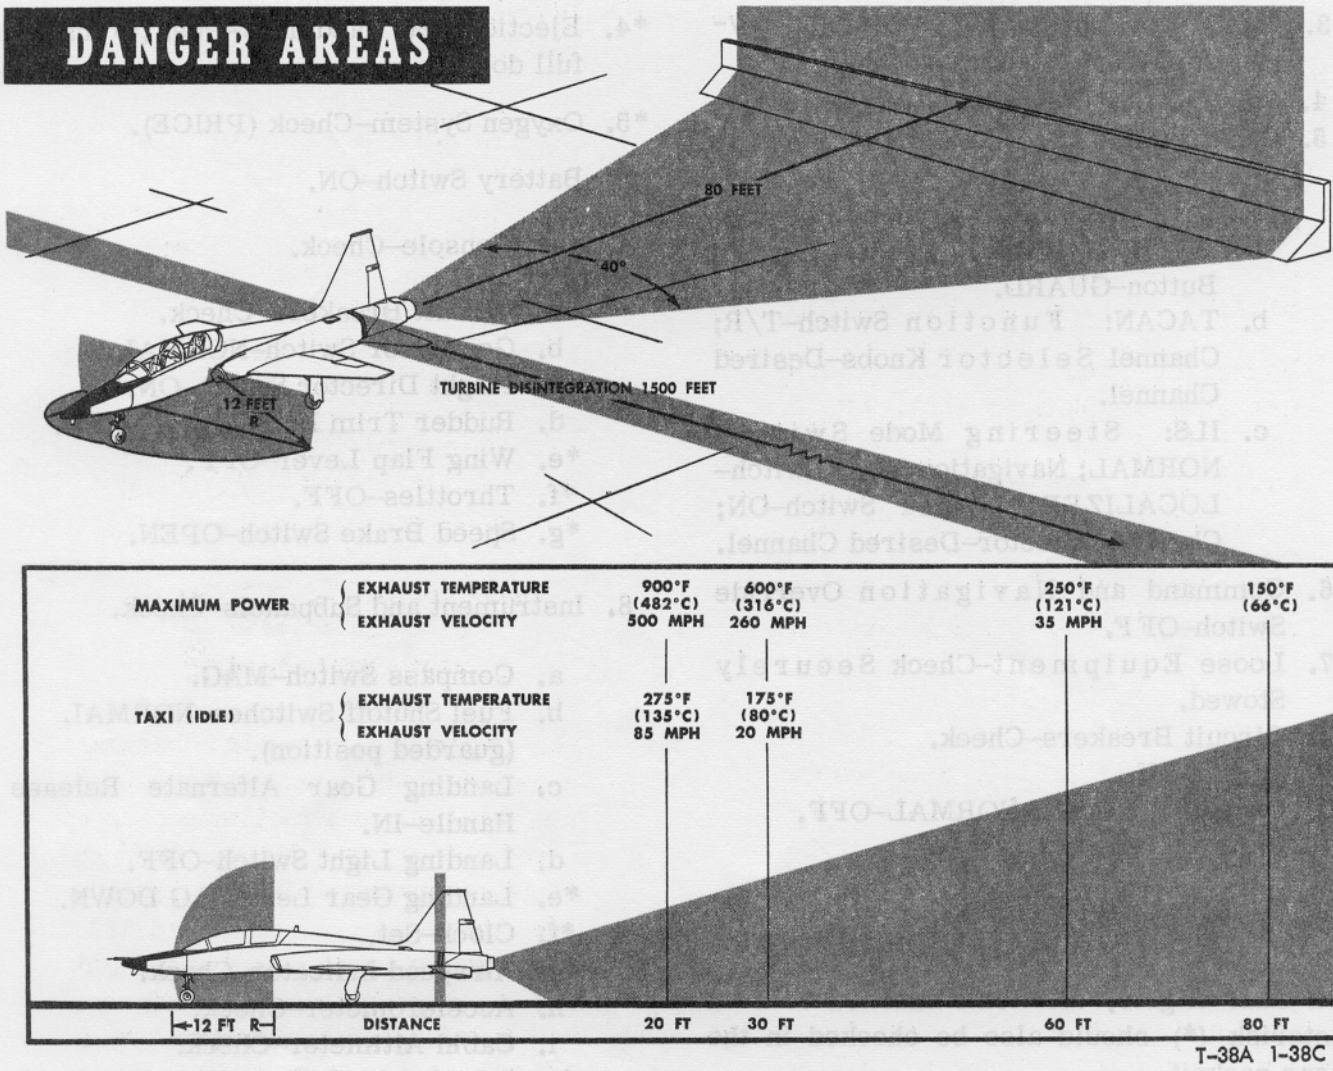 DANGER AREAS
80 FEET
40°
12 FEET
R
TURBINE DISINTEGRATION 1500 FEET
MAXIMUM POWER { EXHAUST TEMPERATURE 900°F 600°F 250°F 150°F
(482°C) (316°C) (121°C) (66°C)
EXHAUST VELOCITY 500 MPH 260 MPH 35 MPH
TAXI (IDLE) { EXHAUST TEMPERATURE 275°F 175°F
(135°C) (80°C)
EXHAUST VELOCITY 85 MPH 20 MPH
12 FT R DISTANCE 20 FT 30 FT 60 FT 80 FT
T-38A 1-38C